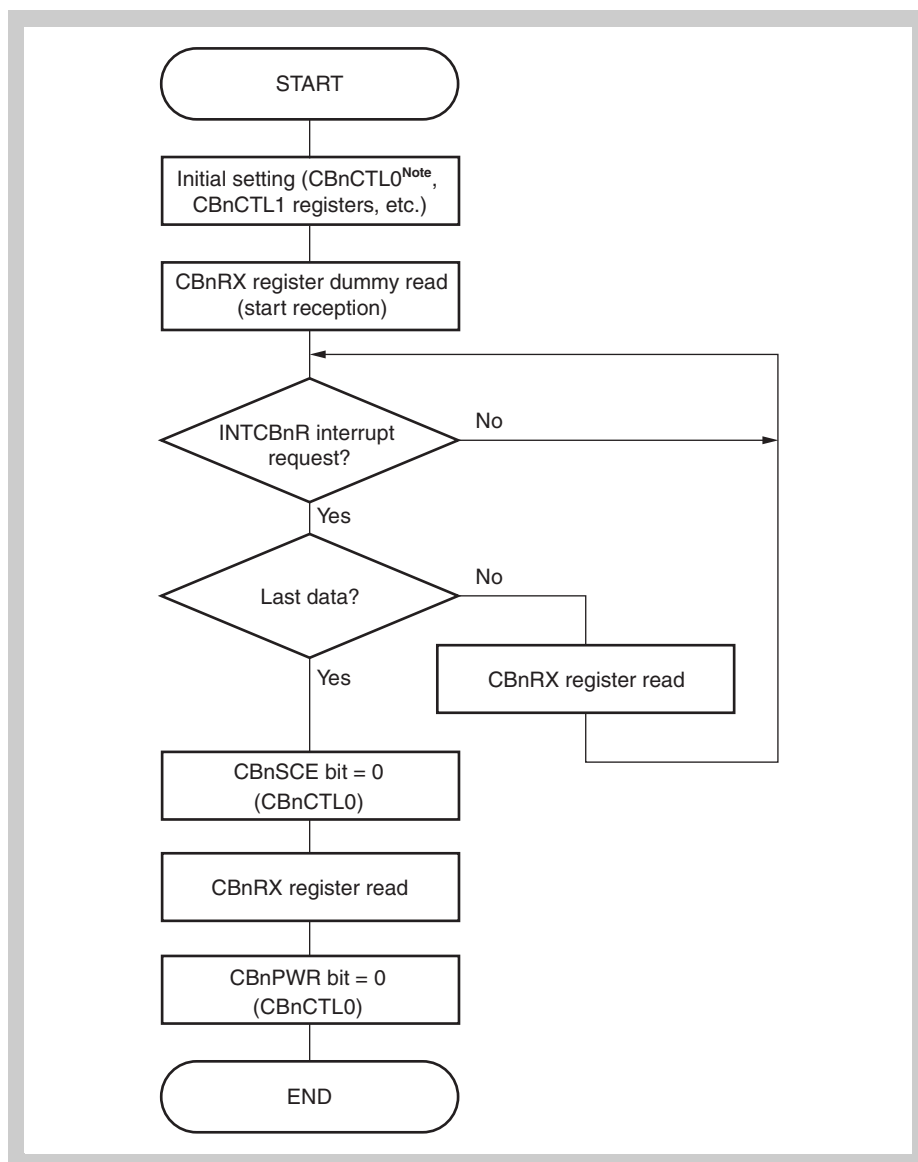 START
Initial setting (CBnCTL0Note,
CBnCTL1 registers, etc.)
CBnRX register dummy read
(start reception)
INTCBnR interrupt
request?
No
Yes
Last data?
No
CBnRX register read
Yes
CBnSCE bit = 0
(CBnCTL0)
CBnRX register read
CBnPWR bit = 0
(CBnCTL0)
END